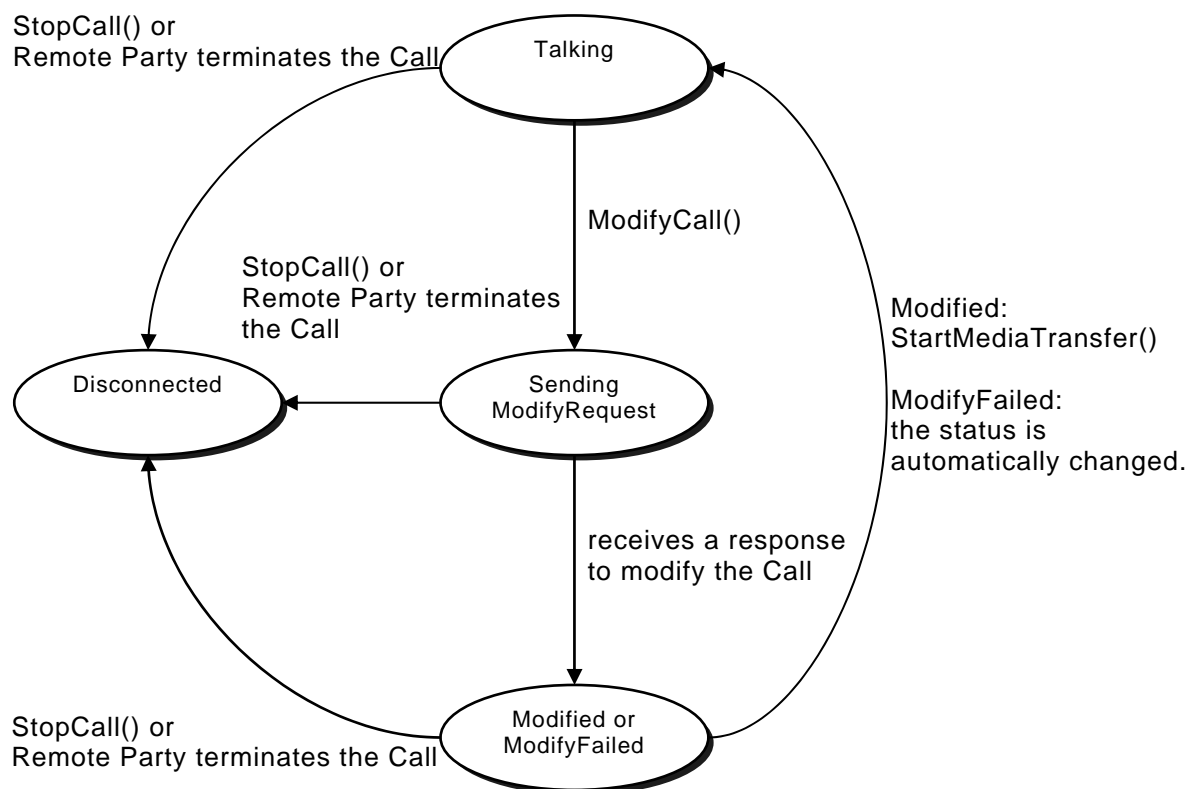 StopCall() or
Remote Party terminates the Call
Talking
ModifyCall()
StopCall() or
Remote Party terminates
the Call
Modified:
StartMediaTransfer()
ModifyFailed:
the status is
automatically changed.
Disconnected
Sending
ModifyRequest
receives a response
to modify the Call
StopCall() or
Remote Party terminates the Call
Modified or
ModifyFailed